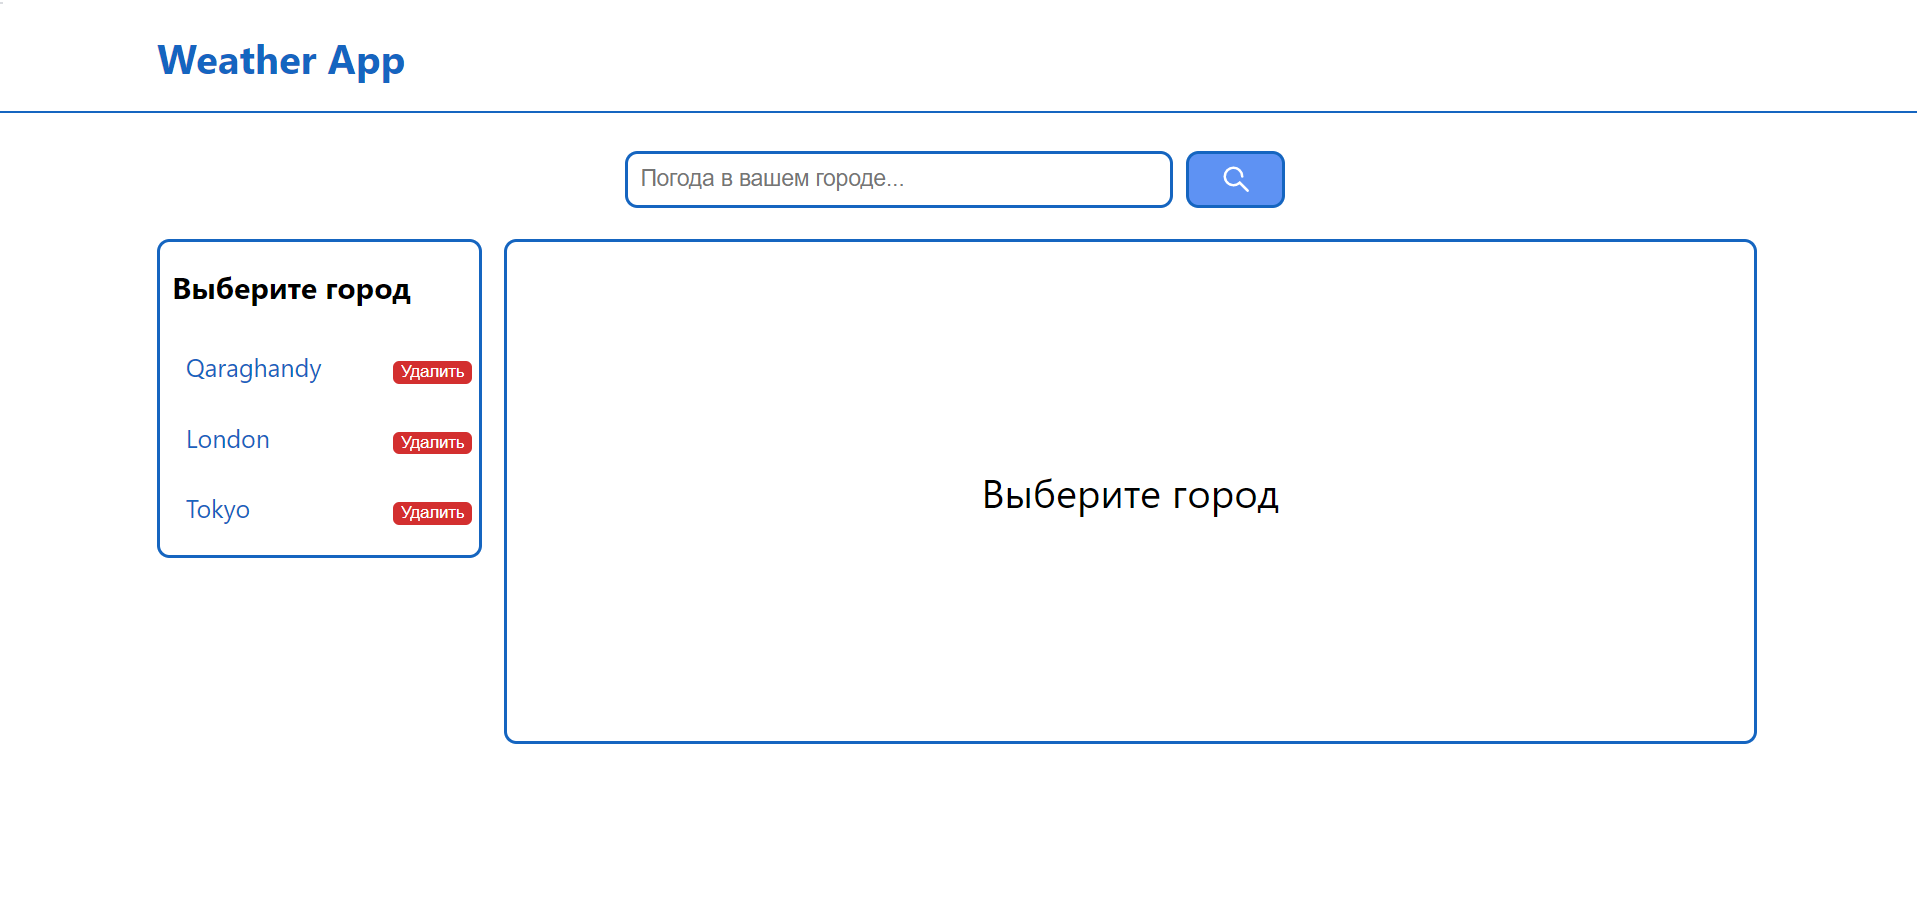 Weather App
Погода в вашем городе...
Выберите город
Qaraghandy Удалить
London Удалить
Tokyo Удалить
Выберите город